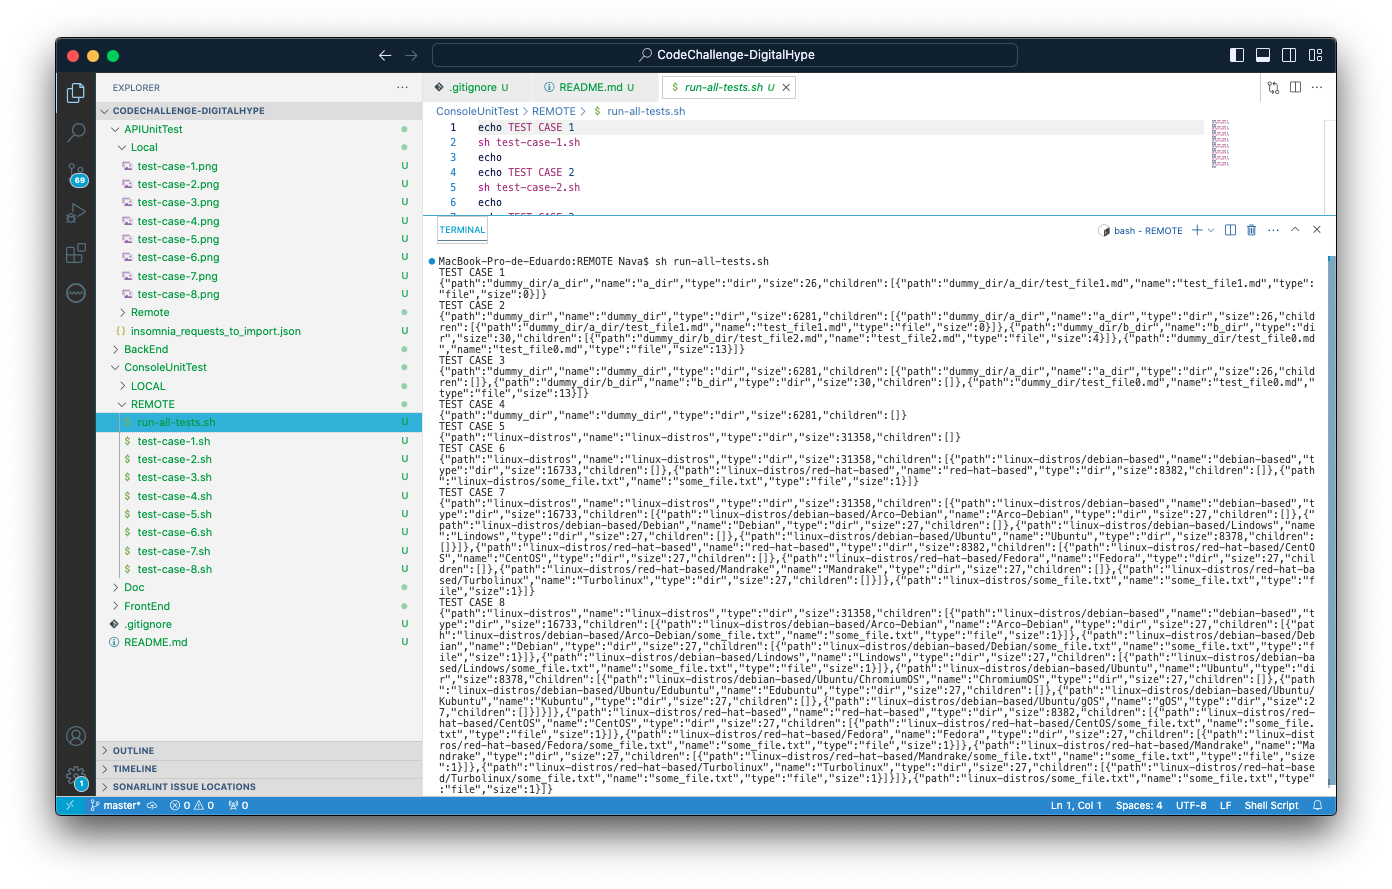 CodeChallenge-DigitalHype
EXPLORER
CODECHALLENGE-DIGITALHYPE
APIUnitTest
Local
test-case-1.png U
test-case-2.png U
test-case-3.png U
test-case-4.png U
test-case-5.png U
test-case-6.png U
test-case-7.png U
test-case-8.png U
Remote
{} insomnia_requests_to_import.json U
BackEnd
ConsoleUnitTest
LOCAL
REMOTE
$ run-all-tests.sh U
$ test-case-1.sh U
$ test-case-2.sh U
$ test-case-3.sh U
$ test-case-4.sh U
$ test-case-5.sh U
$ test-case-6.sh U
$ test-case-7.sh U
$ test-case-8.sh U
Doc
FrontEnd
.gitignore U
README.md U
OUTLINE
TIMELINE
SONARLINT ISSUE LOCATIONS
69
1
.gitignore U README.md U $ run-all-tests.sh U
ConsoleUnitTest > REMOTE > $ run-all-tests.sh
1 echo TEST CASE 1
2 sh test-case-1.sh
3 echo
4 echo TEST CASE 2
5 sh test-case-2.sh
6 echo
TERMINAL
bash - REMOTE
MacBook-Pro-de-Eduardo:REMOTE Nava$ sh run-all-tests.sh
TEST CASE 1
{"path":"dummy_dir/a_dir","name":"a_dir","type":"dir","size":26,"children":[{"path":"dummy_dir/a_dir/test_file1.md","name":"test_file1.md","type":
"file","size":0}]}
TEST CASE 2
{"path":"dummy_dir","name":"dummy_dir","type":"dir","size":6281,"children":[{"path":"dummy_dir/a_dir","name":"a_dir","type":"dir","size":26,"child
ren":[{"path":"dummy_dir/a_dir/test_file1.md","name":"test_file1.md","type":"file","size":0}]},{"path":"dummy_dir/b_dir","name":"b_dir","type":"di
r","size":30,"children":[{"path":"dummy_dir/b_dir/test_file2.md","name":"test_file2.md","type":"file","size":4}]},{"path":"dummy_dir/test_file0.md
","name":"test_file0.md","type":"file","size":13}]}
TEST CASE 3
{"path":"dummy_dir","name":"dummy_dir","type":"dir","size":6281,"children":[{"path":"dummy_dir/a_dir","name":"a_dir","type":"dir","size":26,"child
ren":[]},{"path":"dummy_dir/b_dir","name":"b_dir","type":"dir","size":30,"children":[]},{"path":"dummy_dir/test_file0.md","name":"test_file0.md","
type":"file","size":13}]}
TEST CASE 4
{"path":"dummy_dir","name":"dummy_dir","type":"dir","size":6281,"children":[]}
TEST CASE 5
{"path":"linux-distros","name":"linux-distros","type":"dir","size":31358,"children":[]}
TEST CASE 6
{"path":"linux-distros","name":"linux-distros","type":"dir","size":31358,"children":[{"path":"linux-distros/debian-based","name":"debian-based","t
ype":"dir","size":16733,"children":[]},{"path":"linux-distros/red-hat-based","name":"red-hat-based","type":"dir","size":8382,"children":[]},{"path
":"linux-distros/some_file.txt","name":"some_file.txt","type":"file","size":1}]}
TEST CASE 7
{"path":"linux-distros","name":"linux-distros","type":"dir","size":31358,"children":[{"path":"linux-distros/debian-based","name":"debian-based","t
ype":"dir","size":16733,"children":[{"path":"linux-distros/debian-based/Arco-Debian","name":"Arco-Debian","type":"dir","size":27,"children":[]},{"
path":"linux-distros/debian-based/Debian","name":"Debian","type":"dir","size":27,"children":[]},{"path":"linux-distros/debian-based/Lindows","name
":"Lindows","type":"dir","size":27,"children":[]},{"path":"linux-distros/debian-based/Ubuntu","name":"Ubuntu","type":"dir","size":8378,"children":
[]}]},{"path":"linux-distros/red-hat-based","name":"red-hat-based","type":"dir","size":8382,"children":[{"path":"linux-distros/red-hat-based/CentO
S","name":"CentOS","type":"dir","size":27,"children":[]},{"path":"linux-distros/red-hat-based/Fedora","name":"Fedora","type":"dir","size":27,"chil
dren":[]},{"path":"linux-distros/red-hat-based/Mandrake","name":"Mandrake","type":"dir","size":27,"children":[]},{"path":"linux-distros/red-hat-ba
sed/Turbolinux","name":"Turbolinux","type":"dir","size":27,"children":[]}]},{"path":"linux-distros/some_file.txt","name":"some_file.txt","type":"f
ile","size":1}]}
TEST CASE 8
{"path":"linux-distros","name":"linux-distros","type":"dir","size":31358,"children":[{"path":"linux-distros/debian-based","name":"debian-based","t
ype":"dir","size":16733,"children":[{"path":"linux-distros/debian-based/Arco-Debian","name":"Arco-Debian","type":"dir","size":27,"children":[{"pat
h":"linux-distros/debian-based/Arco-Debian/some_file.txt","name":"some_file.txt","type":"file","size":1}]},{"path":"linux-distros/debian-based/Deb
ian","name":"Debian","type":"dir","size":27,"children":[{"path":"linux-distros/debian-based/Debian/some_file.txt","name":"some_file.txt","type":"f
ile","size":1}]},{"path":"linux-distros/debian-based/Lindows","name":"Lindows","type":"dir","size":27,"children":[{"path":"linux-distros/debian-ba
sed/Lindows/some_file.txt","name":"some_file.txt","type":"file","size":1}]},{"path":"linux-distros/debian-based/Ubuntu","name":"Ubuntu","type":"di
r","size":8378,"children":[{"path":"linux-distros/debian-based/Ubuntu/ChromiumOS","name":"ChromiumOS","type":"dir","size":27,"children":[]},{"path
":"linux-distros/debian-based/Ubuntu/Edubuntu","name":"Edubuntu","type":"dir","size":27,"children":[]},{"path":"linux-distros/debian-based/Ubuntu/
Kubuntu","name":"Kubuntu","type":"dir","size":27,"children":[]},{"path":"linux-distros/debian-based/Ubuntu/gOS","name":"gOS","type":"dir","size":2
7,"children":[]}]}]},{"path":"linux-distros/red-hat-based","name":"red-hat-based","type":"dir","size":8382,"children":[{"path":"linux-distros/red-
hat-based/CentOS","name":"CentOS","type":"dir","size":27,"children":[{"path":"linux-distros/red-hat-based/CentOS/some_file.txt","name":"some_file.
txt","type":"file","size":1}]},{"path":"linux-distros/red-hat-based/Fedora","name":"Fedora","type":"dir","size":27,"children":[{"path":"linux-dist
ros/red-hat-based/Fedora/some_file.txt","name":"some_file.txt","type":"file","size":1}]},{"path":"linux-distros/red-hat-based/Mandrake","name":"Ma
ndrake","type":"dir","size":27,"children":[{"path":"linux-distros/red-hat-based/Mandrake/some_file.txt","name":"some_file.txt","type":"file","size
":1}]},{"path":"linux-distros/red-hat-based/Turbolinux","name":"Turbolinux","type":"dir","size":27,"children":[{"path":"linux-distros/red-hat-base
d/Turbolinux/some_file.txt","name":"some_file.txt","type":"file","size":1}]}]},{"path":"linux-distros/some_file.txt","name":"some_file.txt","type"
:"file","size":1}]}
master* 0 0 0 Ln 1, Col 1 Spaces: 4 UTF-8 LF Shell Script